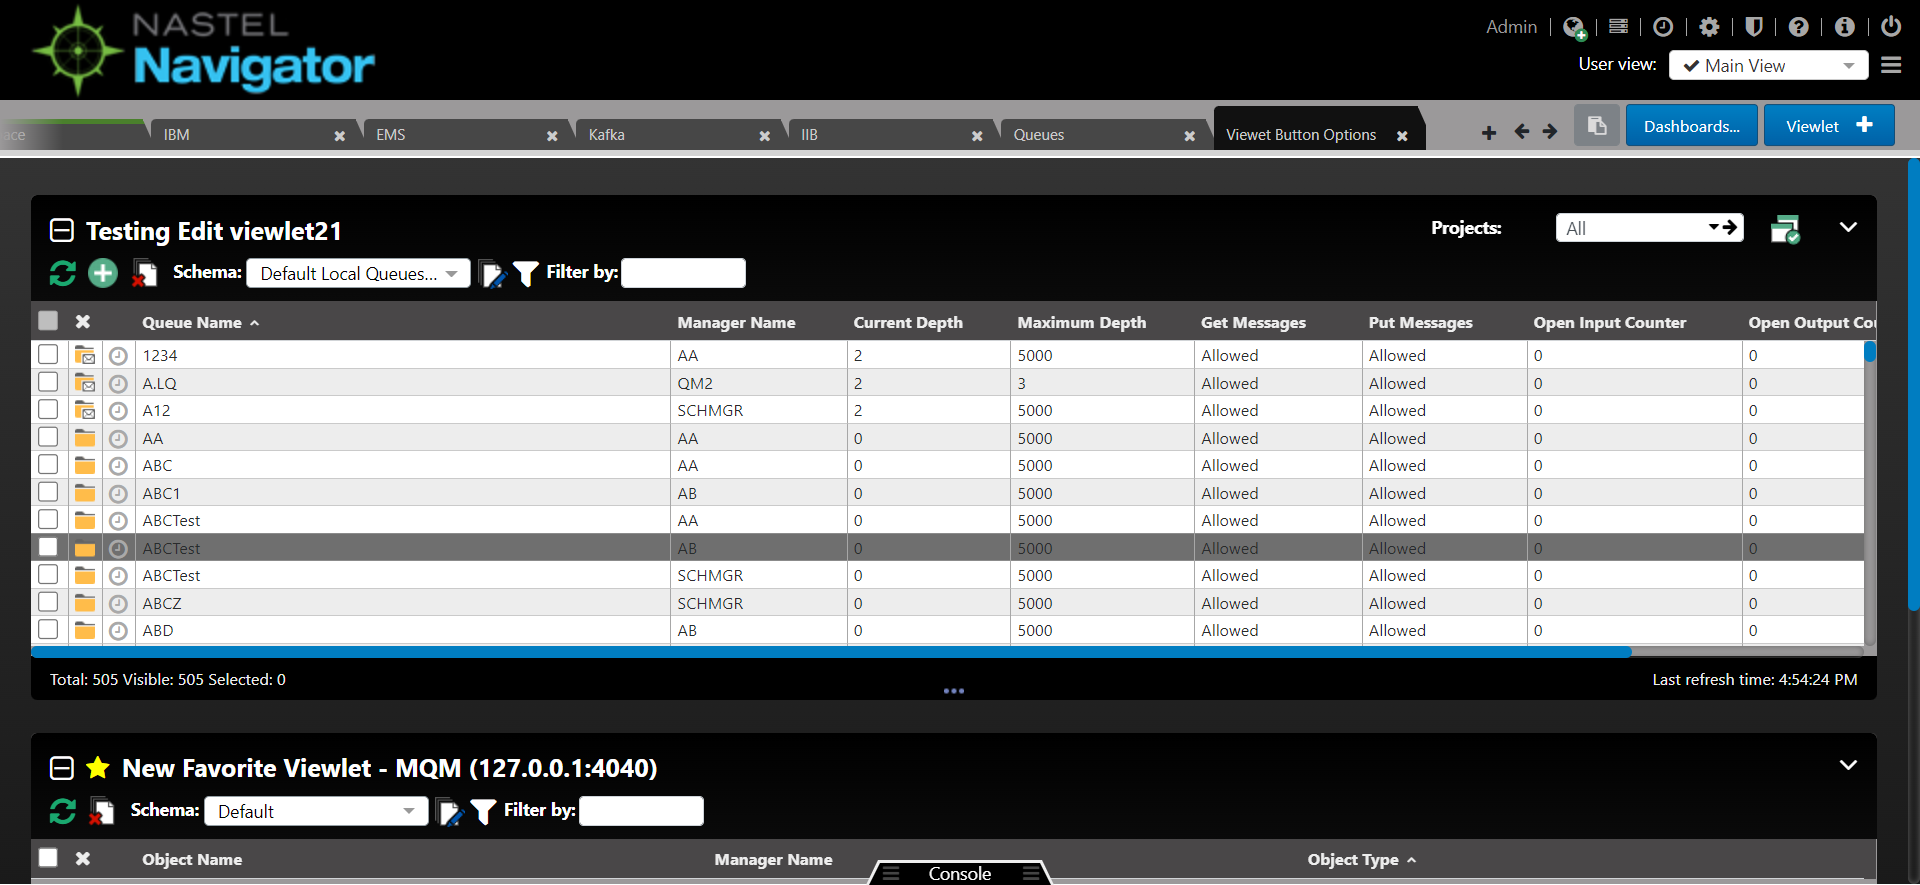 NASTEL
Navigator
Admin
User view: Main View
ace IBM EMS Kafka IIB Queues Viewet Button Options Dashboards... Viewlet
Testing Edit viewlet21 Projects: All
Schema: Default Local Queues... Filter by:
Queue Name Manager Name Current Depth Maximum Depth Get Messages Put Messages Open Input Counter Open Output Cou
1234 AA 2 5000 Allowed Allowed 0 0
A.LQ QM2 2 3 Allowed Allowed 0 0
A12 SCHMGR 2 5000 Allowed Allowed 0 0
AA AA 0 5000 Allowed Allowed 0 0
ABC AA 0 5000 Allowed Allowed 0 0
ABC1 AB 0 5000 Allowed Allowed 0 0
ABCTest AA 0 5000 Allowed Allowed 0 0
ABCTest AB 0 5000 Allowed Allowed 0 0
ABCTest SCHMGR 0 5000 Allowed Allowed 0 0
ABCZ SCHMGR 0 5000 Allowed Allowed 0 0
ABD AB 0 5000 Allowed Allowed 0 0
Total: 505 Visible: 505 Selected: 0 Last refresh time: 4:54:24 PM
New Favorite Viewlet - MQM (127.0.0.1:4040)
Schema: Default Filter by:
Object Name Manager Name Object Type
Console